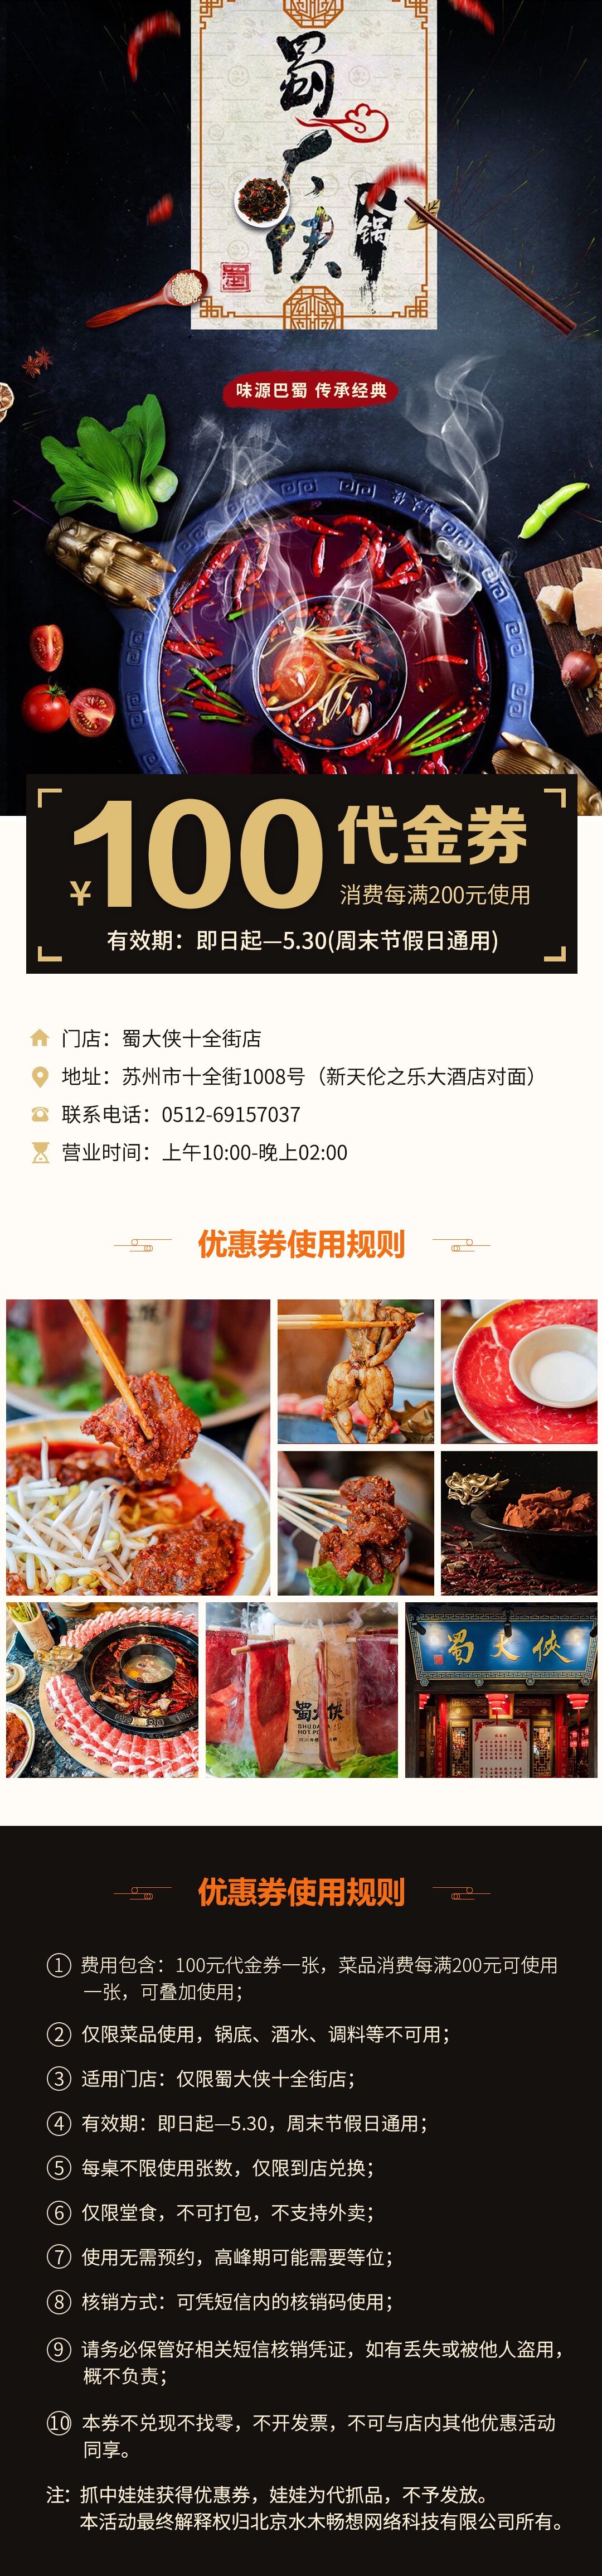 蜀
大
侠
火锅
蜀
味源巴蜀 传承经典
¥100 代金券
消费每满200元使用
有效期：即日起—5.30(周末节假日通用)
门店：蜀大侠十全街店
地址：苏州市十全街1008号（新天伦之乐大酒店对面）
联系电话：0512-69157037
营业时间：上午10:00-晚上02:00
优惠券使用规则
蜀大侠
SHUDAXIA
HOT POT
蜀大侠
优惠券使用规则
① 费用包含：100元代金券一张，菜品消费每满200元可使用
一张，可叠加使用；
② 仅限菜品使用，锅底、酒水、调料等不可用；
③ 适用门店：仅限蜀大侠十全街店；
④ 有效期：即日起—5.30，周末节假日通用；
⑤ 每桌不限使用张数，仅限到店兑换；
⑥ 仅限堂食，不可打包，不支持外卖；
⑦ 使用无需预约，高峰期可能需要等位；
⑧ 核销方式：可凭短信内的核销码使用；
⑨ 请务必保管好相关短信核销凭证，如有丢失或被他人盗用，
概不负责；
⑩ 本券不兑现不找零，不开发票，不可与店内其他优惠活动
同享。
注：抓中娃娃获得优惠券，娃娃为代抓品，不予发放。
本活动最终解释权归北京水木畅想网络科技有限公司所有。